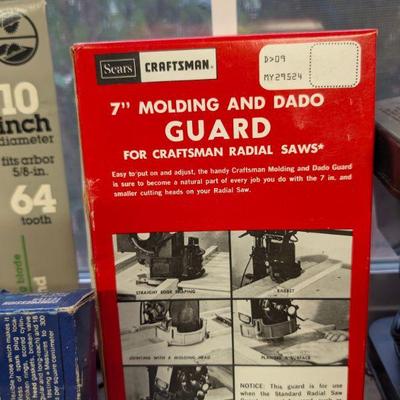 10
inch
diameter
fits arbor
5/8-in.
64
tooth
blade
Sears CRAFTSMAN
D>09
MY29524
7" MOLDING AND DADO
GUARD
FOR CRAFTSMAN RADIAL SAWS*
Easy to put on and adjust, the handy Craftsman Molding and Dado Guard
is sure to become a natural part of every job you do with the 7 in. and
smaller cutting heads on your Radial Saw.
STRAIGHT EDGE SHAPING
RABBET
JOINTING WITH A MOLDING HEAD
PLANING A SURFACE
NOTICE: This guard is for use
when the Standard Radial Saw